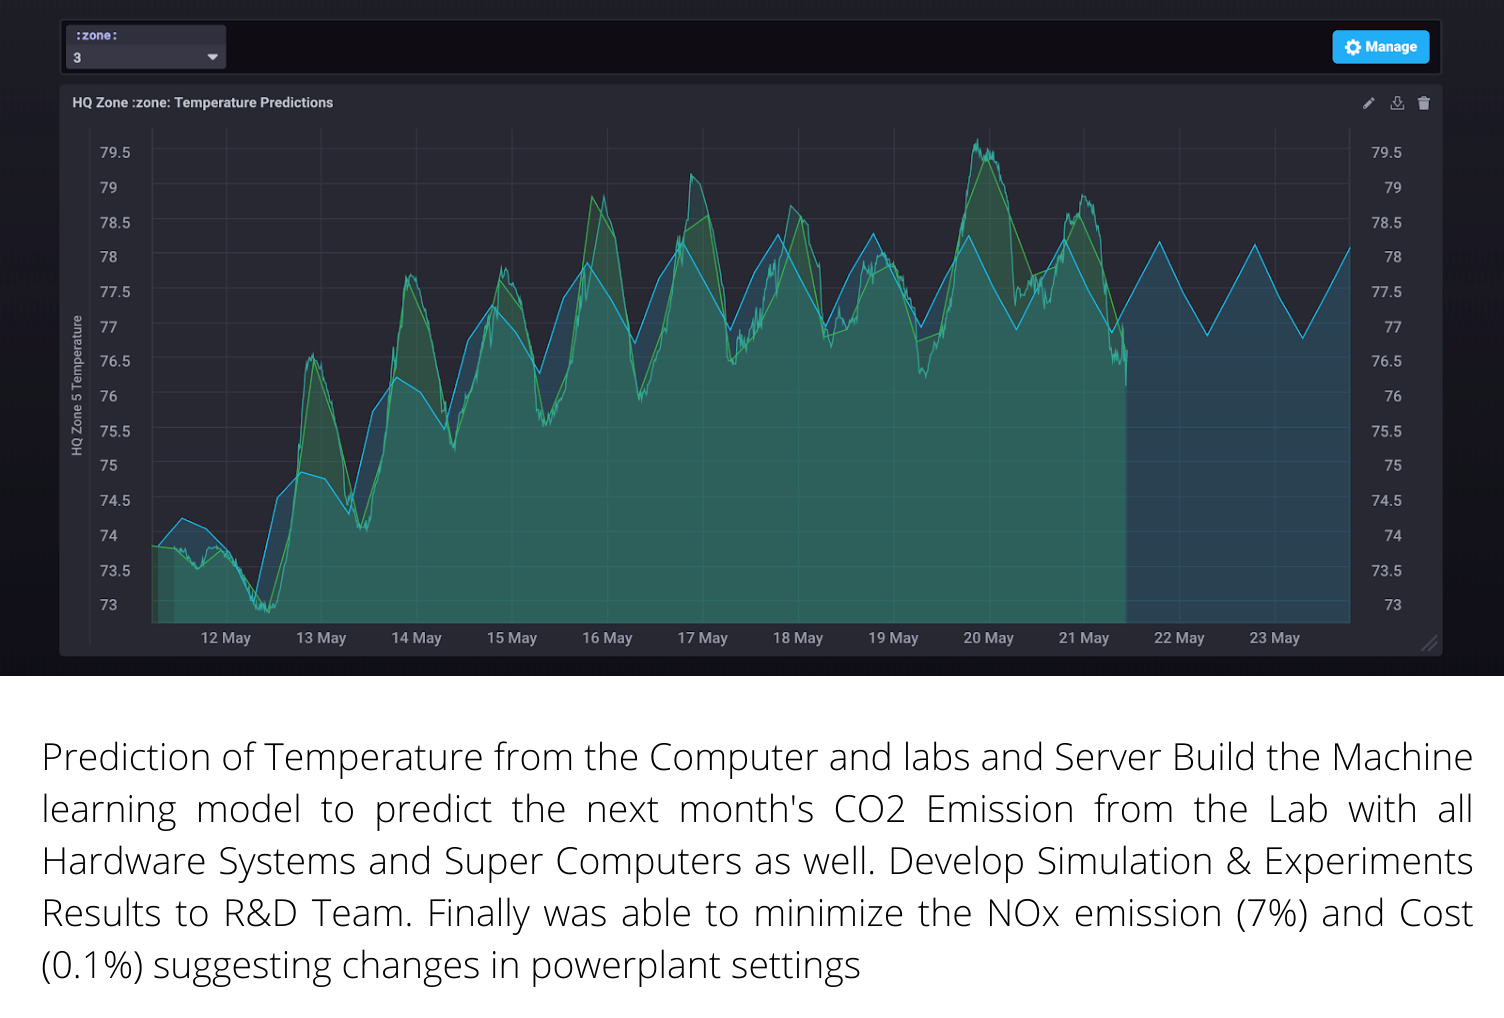 :zone:
3
Manage
HQ Zone :zone: Temperature Predictions
HQ Zone 5 Temperature
79.5 79.5
79 79
78.5 78.5
78 78
77.5 77.5
77 77
76.5 76.5
76 76
75.5 75.5
75 75
74.5 74.5
74 74
73.5 73.5
73 73
12 May 13 May 14 May 15 May 16 May 17 May 18 May 19 May 20 May 21 May 22 May 23 May
Prediction of Temperature from the Computer and labs and Server Build the Machine
learning model to predict the next month's CO2 Emission from the Lab with all
Hardware Systems and Super Computers as well. Develop Simulation & Experiments
Results to R&D Team. Finally was able to minimize the NOx emission (7%) and Cost
(0.1%) suggesting changes in powerplant settings